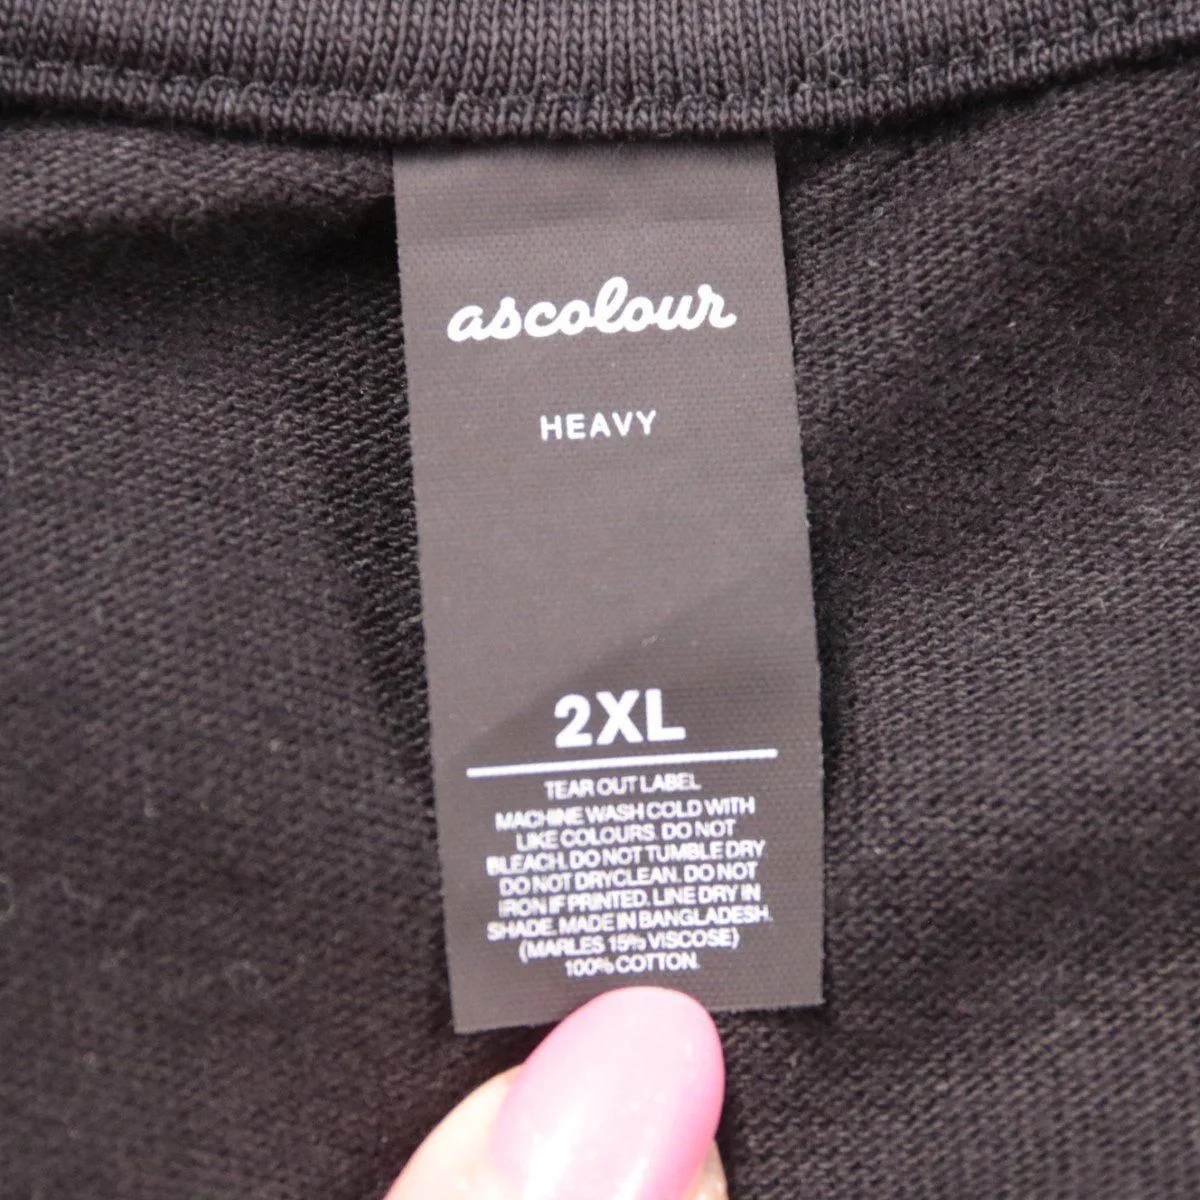 ascolour
HEAVY
2XL
TEAR OUT LABEL
MACHINE WASH COLD WITH
LIKE COLOURS. DO NOT
BLEACH. DO NOT TUMBLE DRY
DO NOT DRYCLEAN. DO NOT
IRON IF PRINTED. LINE DRY IN
SHADE. MADE IN BANGLADESH.
(MARLES 15% VISCOSE)
100% COTTON.